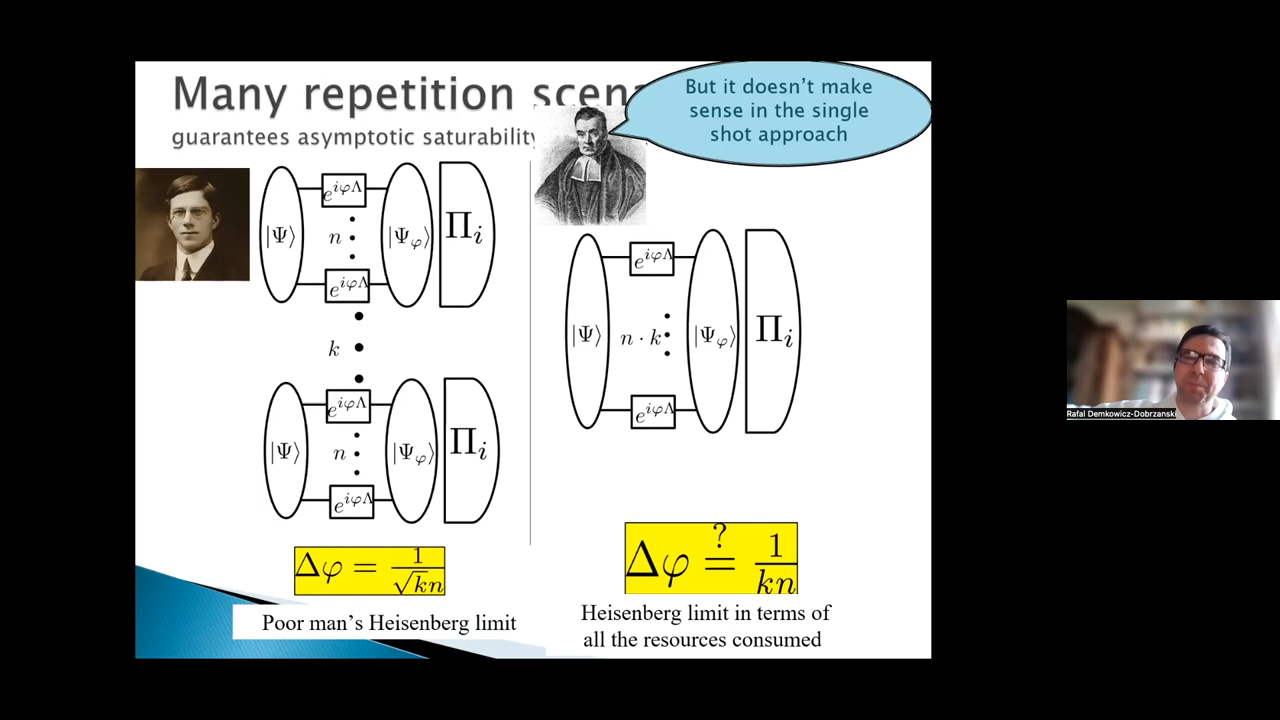 Many repetition scena
guarantees asymptotic saturability
But it doesn't make
sense in the single
shot approach
|Ψ⟩
e^{iφΛ}
n
e^{iφΛ}
|Ψ_φ⟩
Π_i
k
|Ψ⟩
e^{iφΛ}
n
e^{iφΛ}
|Ψ_φ⟩
Π_i
Δφ = 1/(√k n)
Poor man's Heisenberg limit
|Ψ⟩
e^{iφΛ}
n · k
e^{iφΛ}
|Ψ_φ⟩
Π_i
Δφ ?= 1/(kn)
Heisenberg limit in terms of
all the resources consumed
Rafal Demkowicz-Dobrzanski